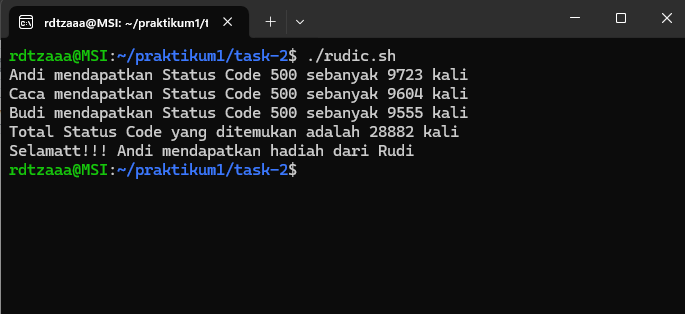 rdtzaaa@MSI: ~/praktikum1/t
rdtzaaa@MSI:~/praktikum1/task-2$ ./rudic.sh
Andi mendapatkan Status Code 500 sebanyak 9723 kali
Caca mendapatkan Status Code 500 sebanyak 9604 kali
Budi mendapatkan Status Code 500 sebanyak 9555 kali
Total Status Code yang ditemukan adalah 28882 kali
Selamatt!!! Andi mendapatkan hadiah dari Rudi
rdtzaaa@MSI:~/praktikum1/task-2$